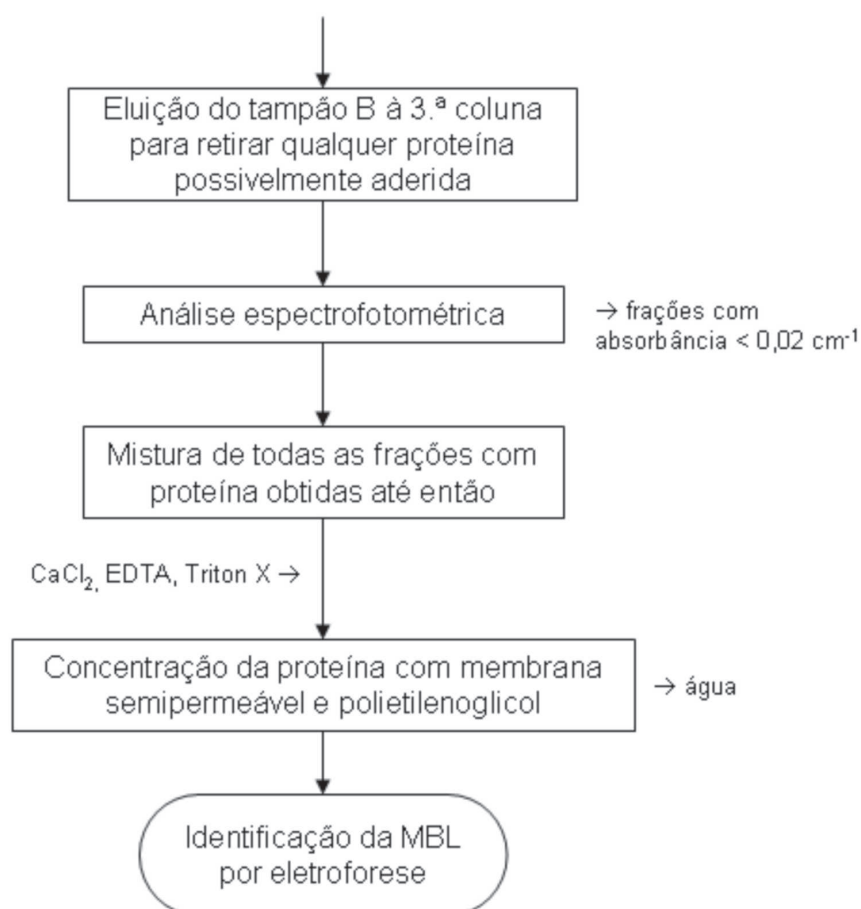 Eluição do tampão B à 3.ª coluna
para retirar qualquer proteína
possivelmente aderida
Análise espectrofotométrica
→ frações com
absorbância < 0,02 cm⁻¹
Mistura de todas as frações com
proteína obtidas até então
CaCl₂, EDTA, Triton X →
Concentração da proteína com membrana
semipermeável e polietilenoglicol
→ água
Identificação da MBL
por eletroforese